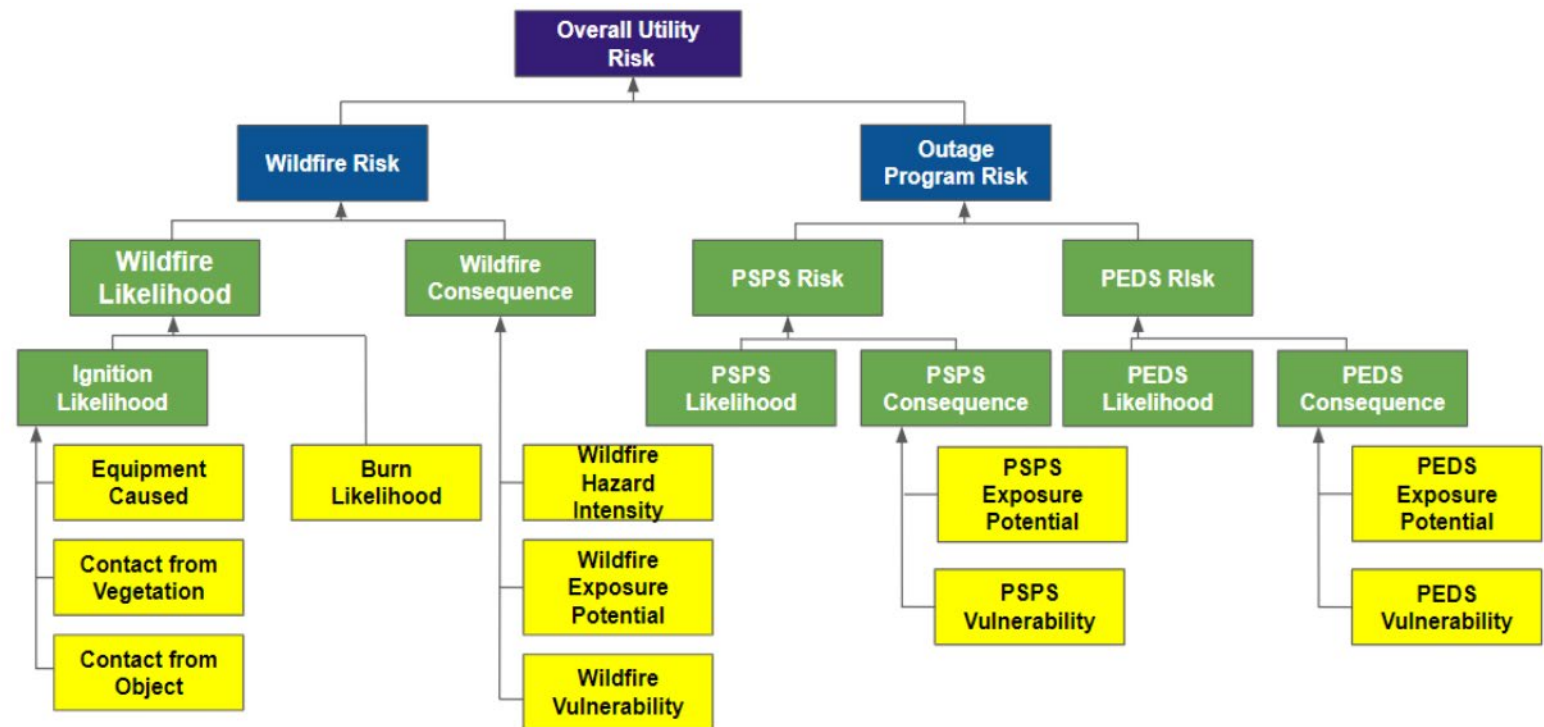 Overall Utility
Risk
Wildfire Risk
Outage
Program Risk
Wildfire
Likelihood
Wildfire
Consequence
PSPS Risk
PEDS RIsk
Ignition
Likelihood
PSPS
Likelihood
PSPS
Consequence
PEDS
Likelihood
PEDS
Consequence
Equipment
Caused
Burn
Likelihood
Wildfire
Hazard
Intensity
PSPS
Exposure
Potential
PEDS
Exposure
Potential
Contact from
Vegetation
Wildfire
Exposure
Potential
PSPS
Vulnerability
PEDS
Vulnerability
Contact from
Object
Wildfire
Vulnerability